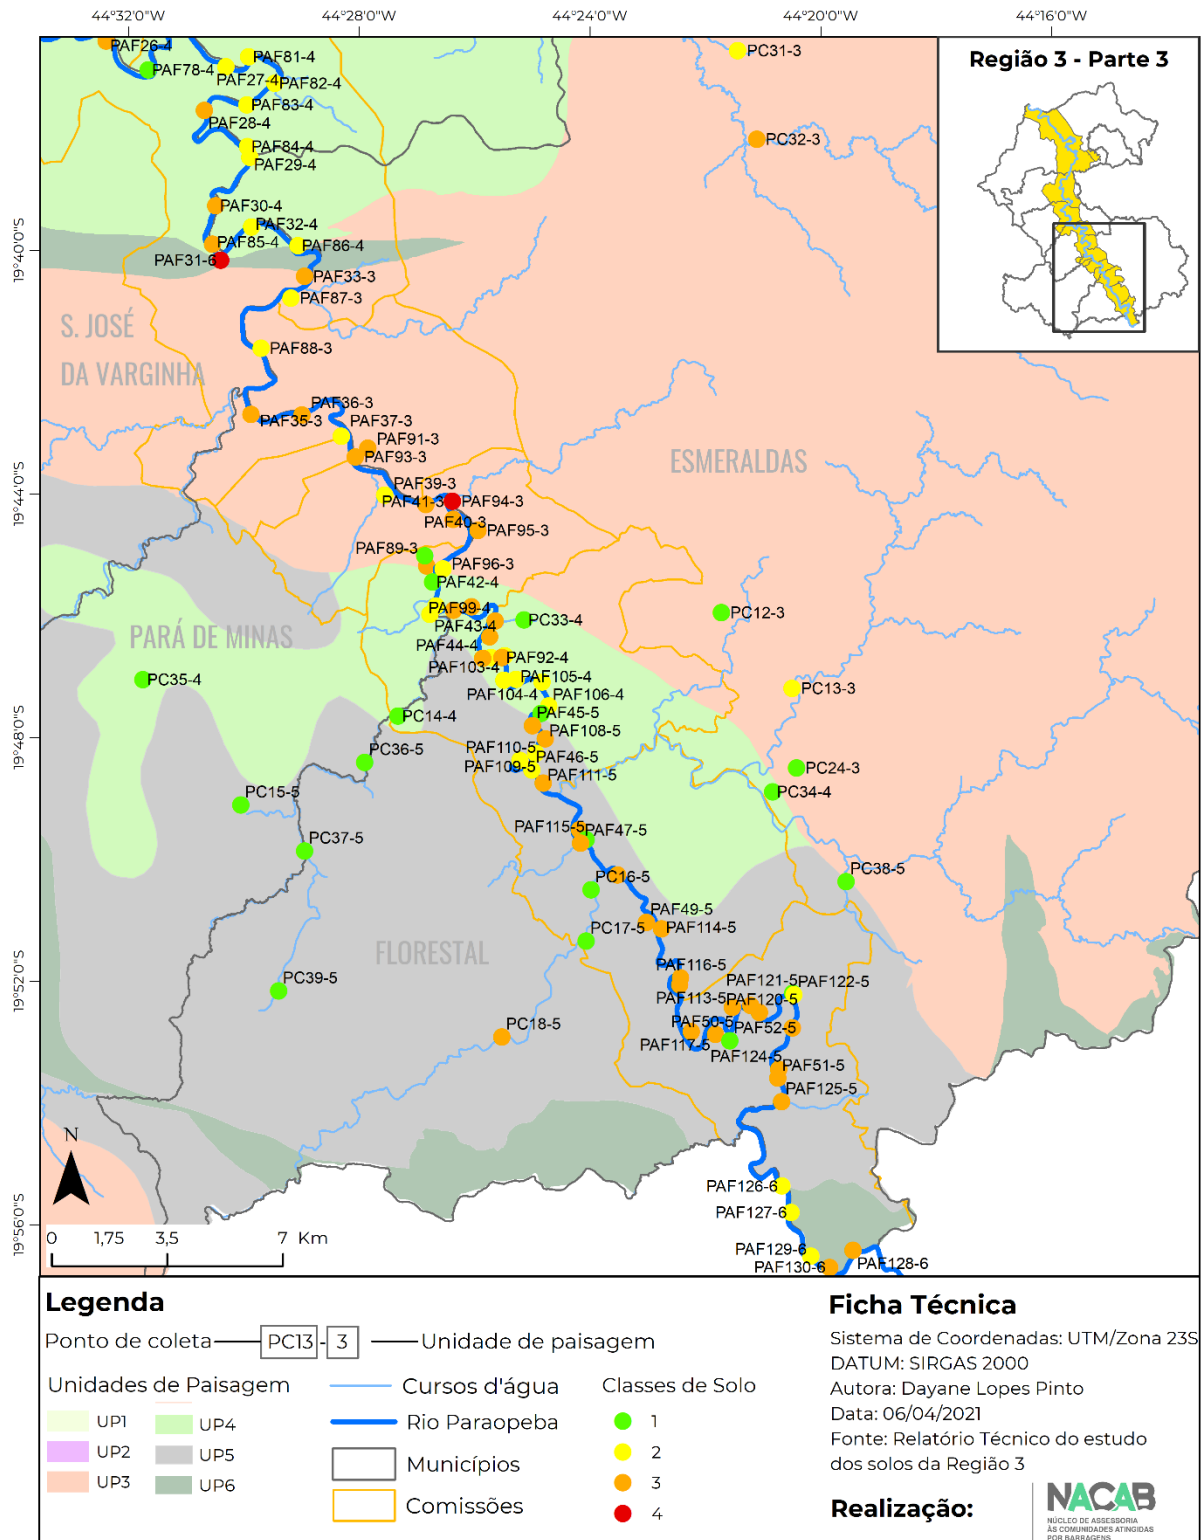 44°32'0"W
44°28'0"W
44°24'0"W
44°20'0"W
44°16'0"W
19°40'0"S
19°44'0"S
19°48'0"S
19°52'0"S
19°56'0"S
Região 3 - Parte 3
PAF26-4
PAF81-4
PC31-3
PAF78-4
PAF27-4
PAF82-4
PAF83-4
PAF28-4
PC32-3
PAF84-4
PAF29-4
PAF30-4
PAF32-4
PAF85-4
PAF86-4
PAF31-6
PAF33-3
PAF87-3
S. JOSÉ
DA VARGINHA
PAF88-3
PAF36-3
PAF35-3
PAF37-3
PAF91-3
PAF93-3
ESMERALDAS
PAF39-3
PAF41-3
PAF94-3
PAF40-3
PAF95-3
PAF89-3
PAF96-3
PAF42-4
PAF99-4
PC33-4
PC12-3
PAF43-4
PARÁ DE MINAS
PAF44-4
PAF92-4
PAF103-4
PC35-4
PAF105-4
PC13-3
PAF104-4
PAF106-4
PC14-4
PAF45-5
PAF108-5
PC36-5
PAF110-5
PAF46-5
PAF109-5
PC24-3
PAF111-5
PC34-4
PC15-5
PAF115-5
PAF47-5
PC37-5
PC38-5
PC16-5
PAF49-5
PC17-5
PAF114-5
FLORESTAL
PAF116-5
PC39-5
PAF121-5
PAF122-5
PAF113-5
PAF120-5
PC18-5
PAF50-5
PAF52-5
PAF117-5
PAF124-5
PAF51-5
PAF125-5
N
PAF126-6
PAF127-6
0 1,75 3,5 7 Km
PAF129-6
PAF128-6
PAF130-6
Legenda
Ponto de coleta PC13 - 3 Unidade de paisagem
Unidades de Paisagem
UP1
UP2
UP3
UP4
UP5
UP6
Cursos d'água
Rio Paraopeba
Municípios
Comissões
Classes de Solo
1
2
3
4
Ficha Técnica
Sistema de Coordenadas: UTM/Zona 23S
DATUM: SIRGAS 2000
Autora: Dayane Lopes Pinto
Data: 06/04/2021
Fonte: Relatório Técnico do estudo
dos solos da Região 3
Realização:
NACAB
NÚCLEO DE ASSESSORIA
ÀS COMUNIDADES ATINGIDAS
POR BARRAGENS